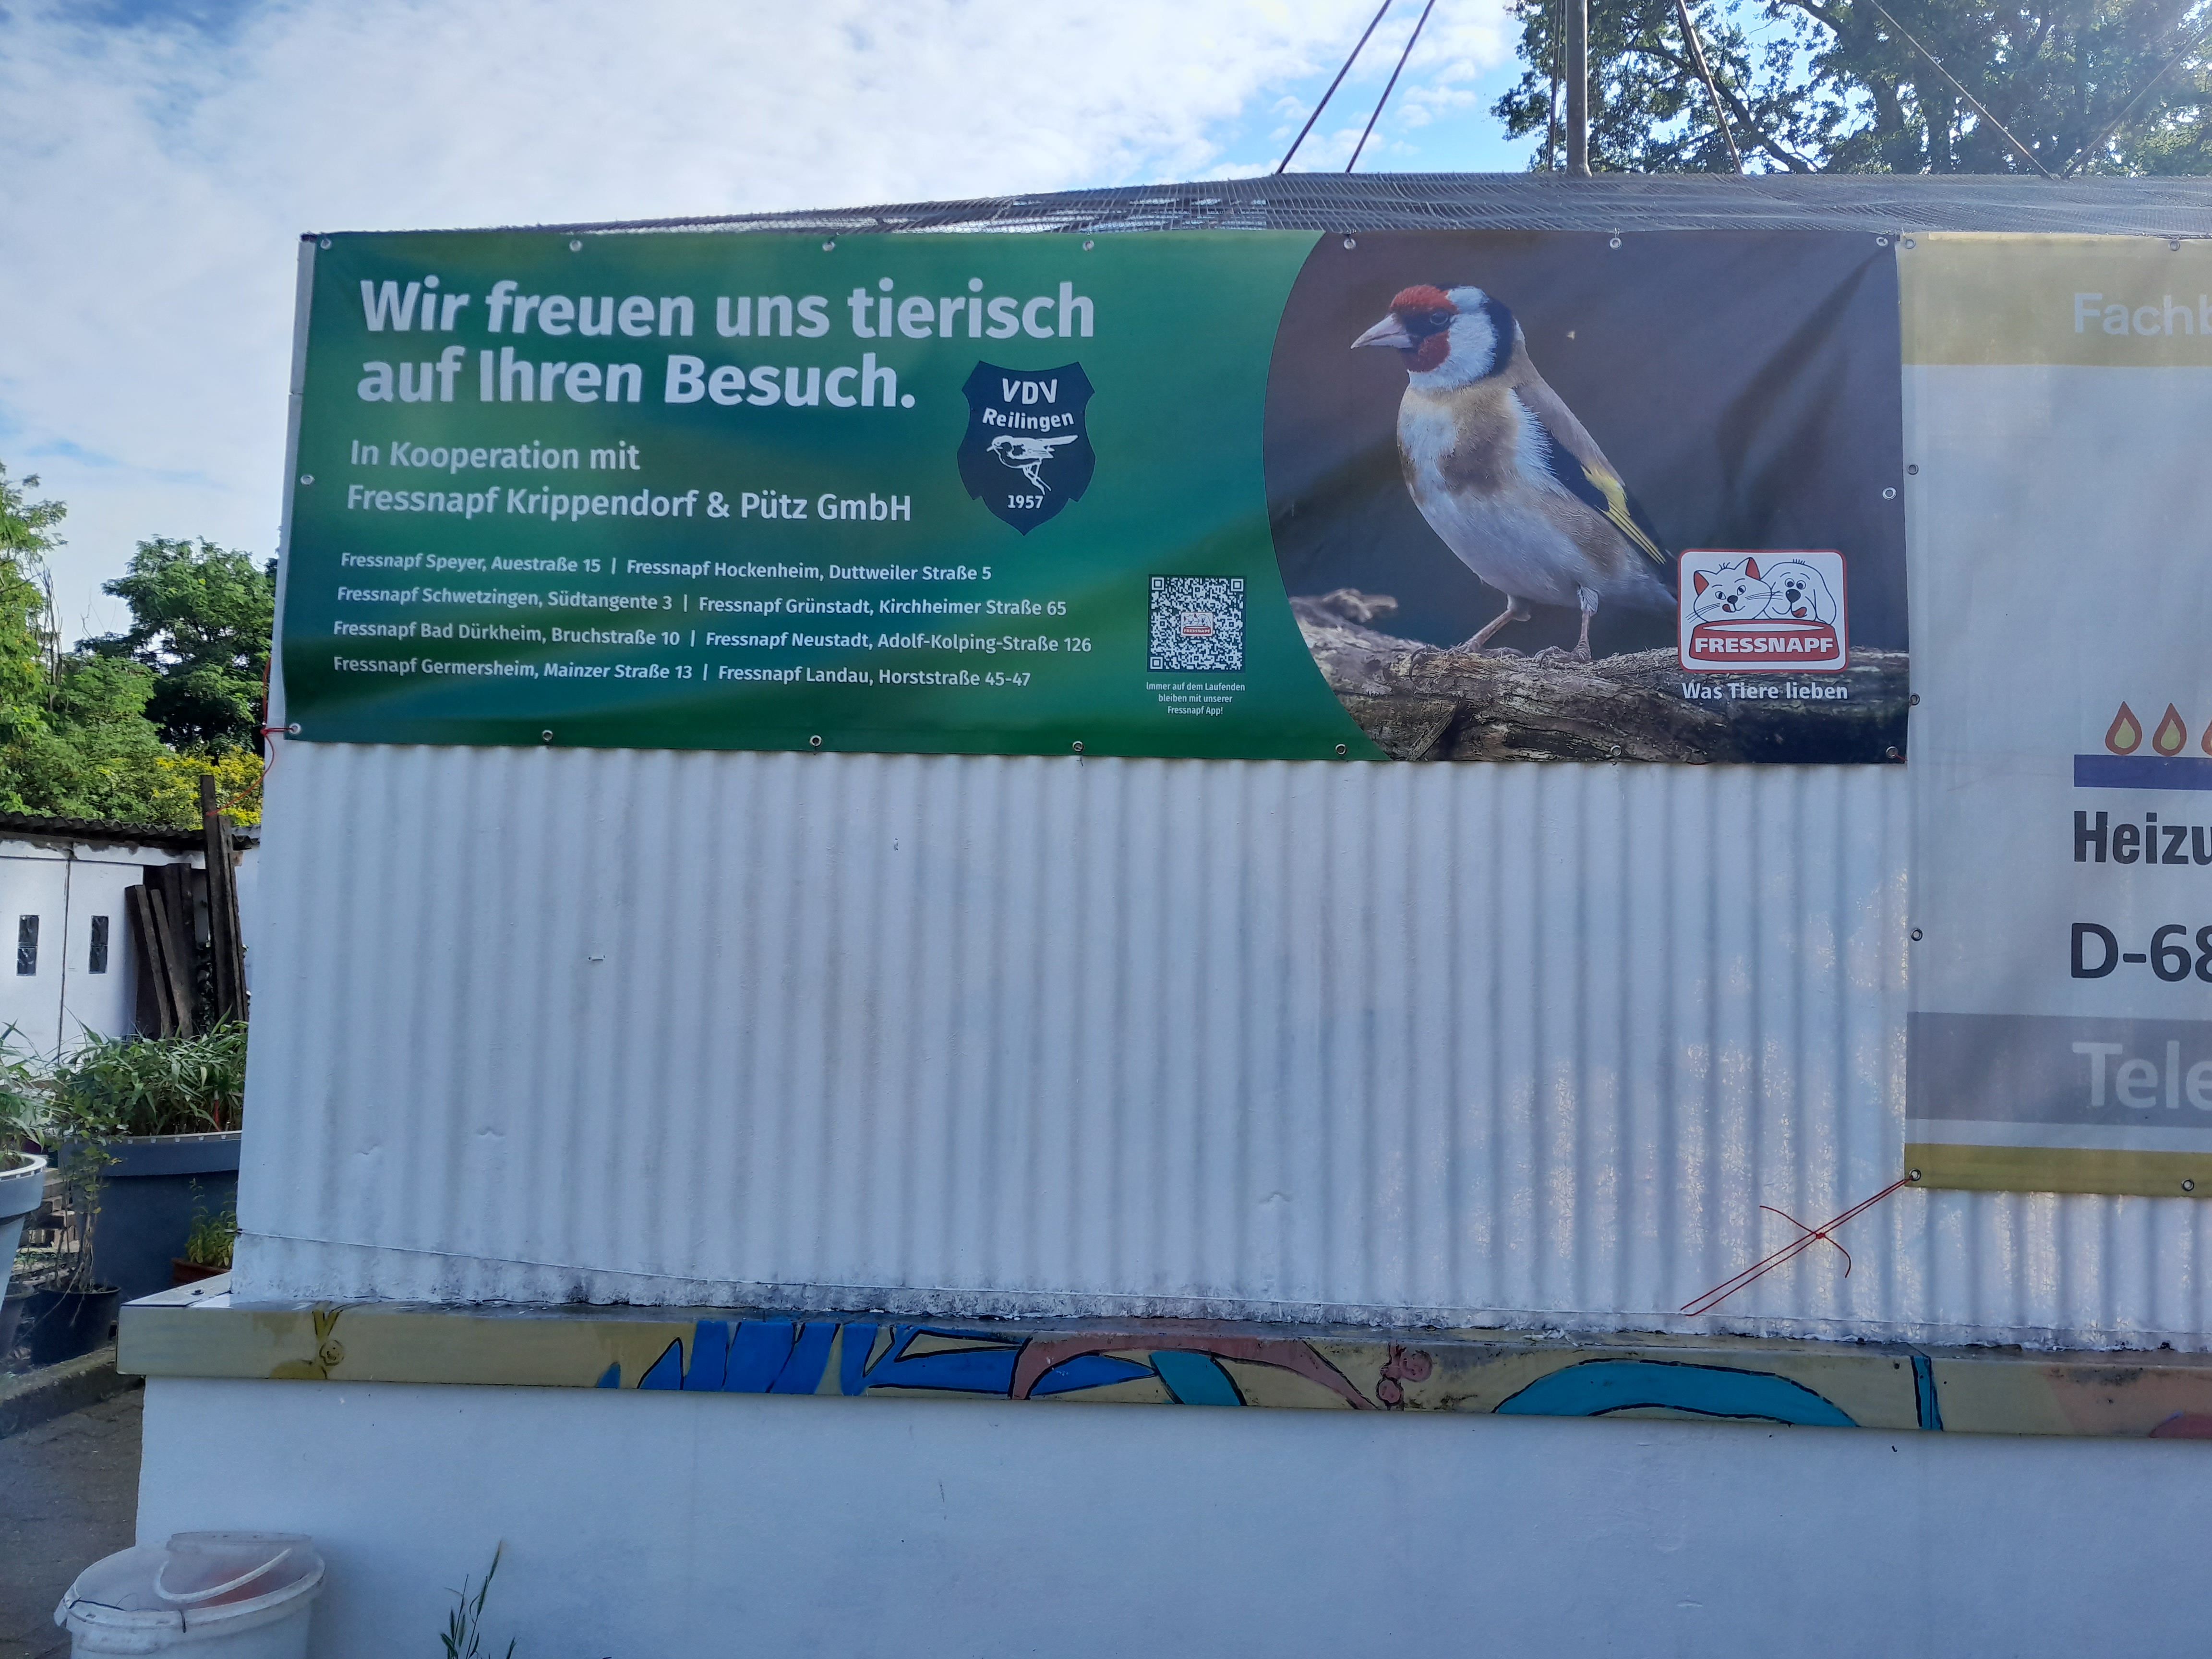 Wir freuen uns tierisch
auf Ihren Besuch.
In Kooperation mit
Fressnapf Krippendorf & Pütz GmbH
VDV
Reilingen
1957
Fressnapf Speyer, Auestraße 15 | Fressnapf Hockenheim, Duttweiler Straße 5
Fressnapf Schwetzingen, Südtangente 3 | Fressnapf Grünstadt, Kirchheimer Straße 65
Fressnapf Bad Dürkheim, Bruchstraße 10 | Fressnapf Neustadt, Adolf-Kolping-Straße 126
Fressnapf Germersheim, Mainzer Straße 13 | Fressnapf Landau, Horststraße 45-47
FRESSNAPF
Immer auf dem Laufenden
bleiben mit unserer
Fressnapf App!
FRESSNAPF
Was Tiere lieben
Fachb
Heizu
D-68
Tele